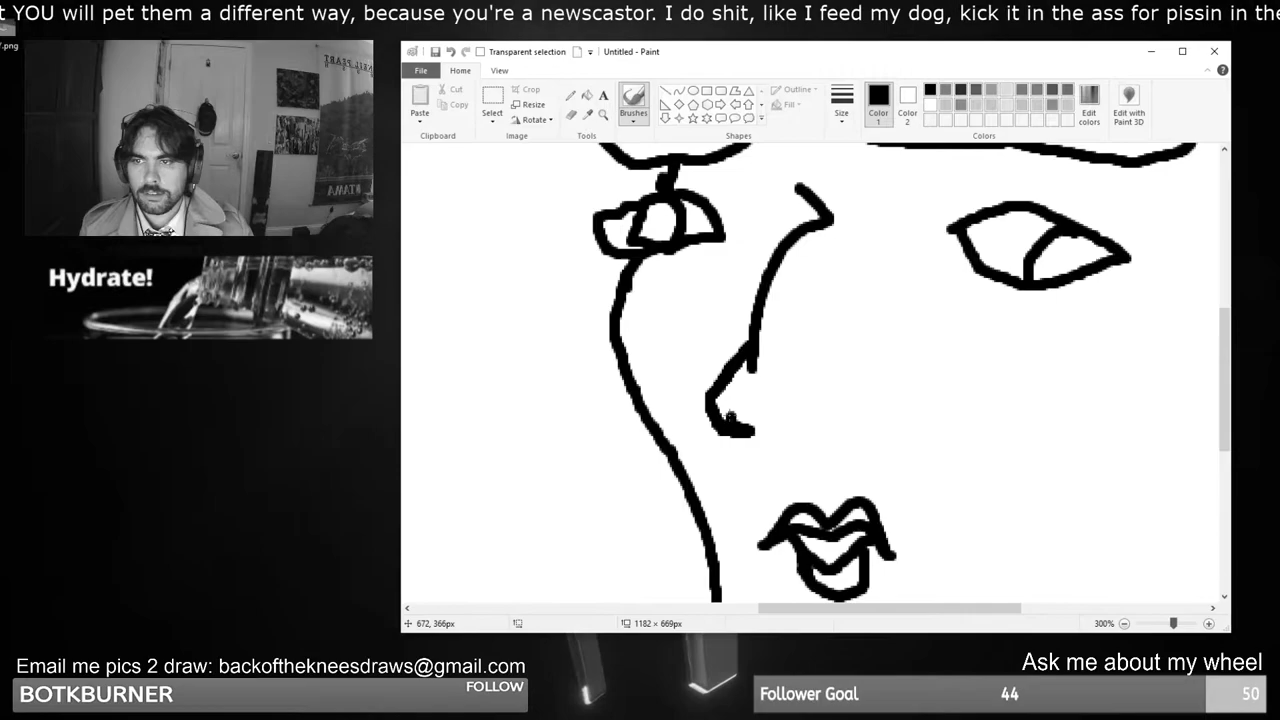 t YOU will pet them a different way, because you're a newscastor. I do shit, like I feed my dog, kick it in the ass for pissin in the
.png
Transparent selection
Untitled - Paint
File
Home
View
Paste
Cut
Copy
Clipboard
Select
Crop
Resize
Rotate
Image
A
Tools
Brushes
Outline
Fill
Shapes
Size
Color 1
Color 2
Edit colors
Edit with Paint 3D
Colors
Hydrate!
672, 366px
1182 × 669px
300%
Email me pics 2 draw: backofthekneesdraws@gmail.com
Ask me about my wheel
BOTKBURNER
FOLLOW
Follower Goal
44
50